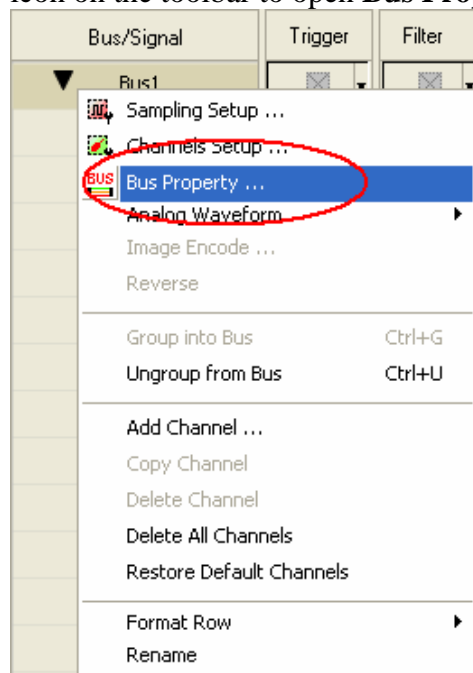 icon on the toolbar to open Bus Prop
Bus/Signal Trigger Filter
Bus1
Sampling Setup ...
Channels Setup ...
BUS Bus Property ...
Analog Waveform
Image Encode ...
Reverse
Group into Bus Ctrl+G
Ungroup from Bus Ctrl+U
Add Channel ...
Copy Channel
Delete Channel
Delete All Channels
Restore Default Channels
Format Row
Rename